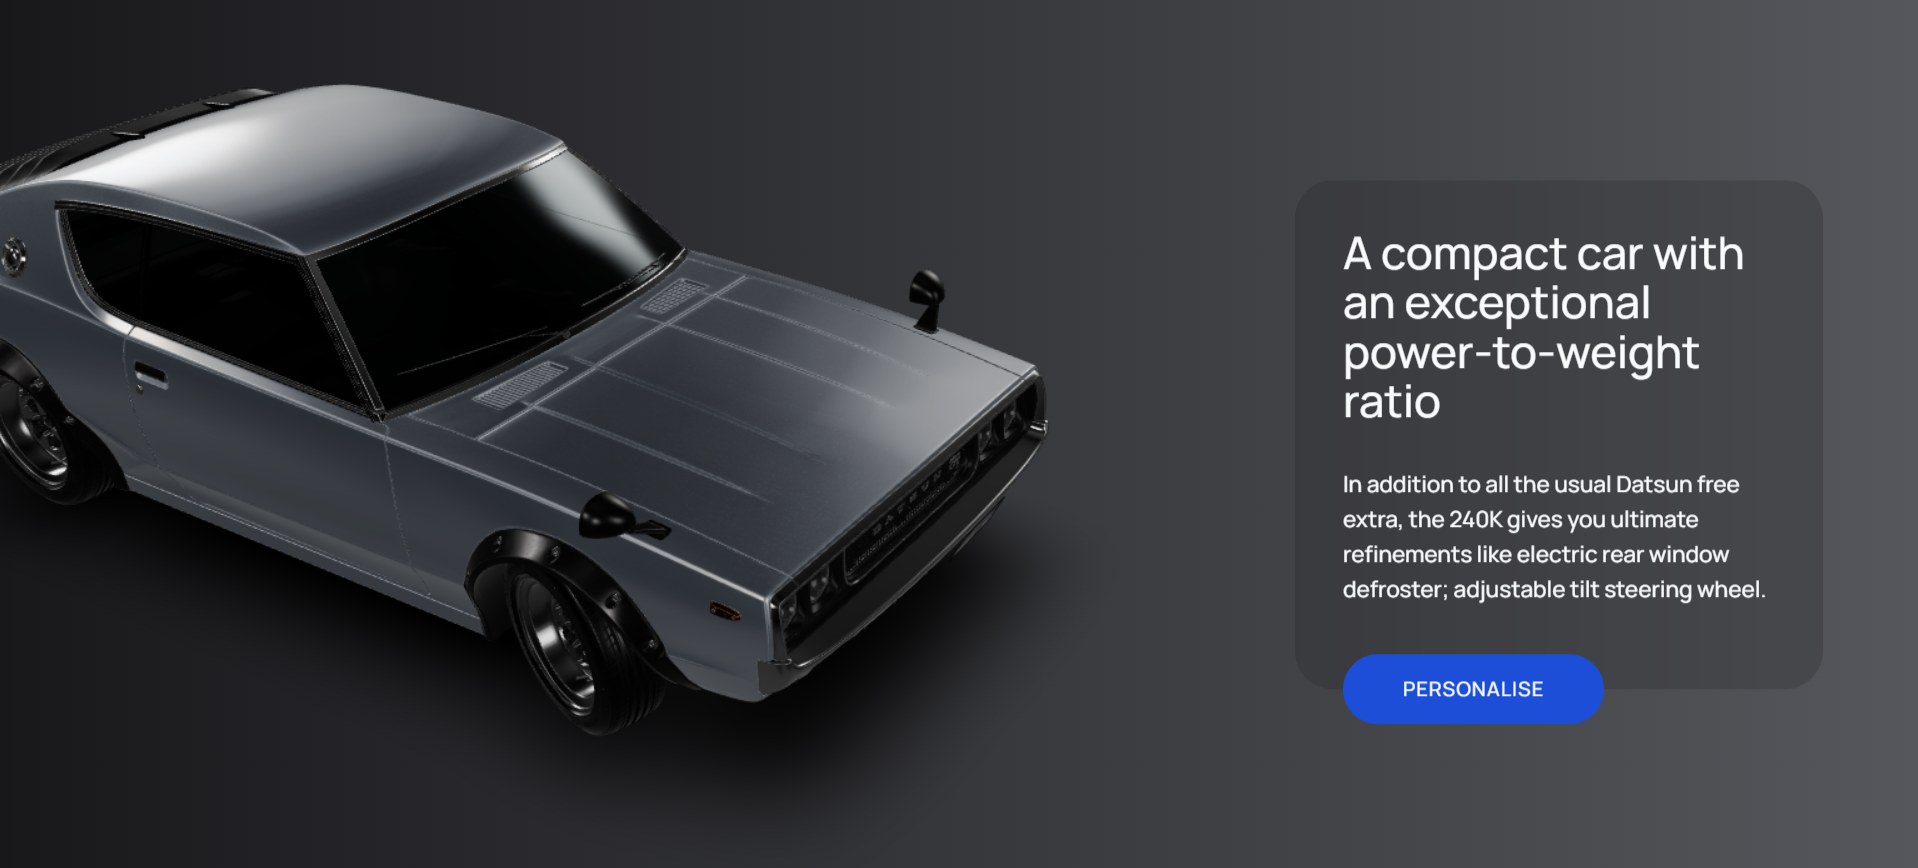 A compact car with
an exceptional
power-to-weight
ratio
In addition to all the usual Datsun free
extra, the 240K gives you ultimate
refinements like electric rear window
defroster; adjustable tilt steering wheel.
PERSONALISE